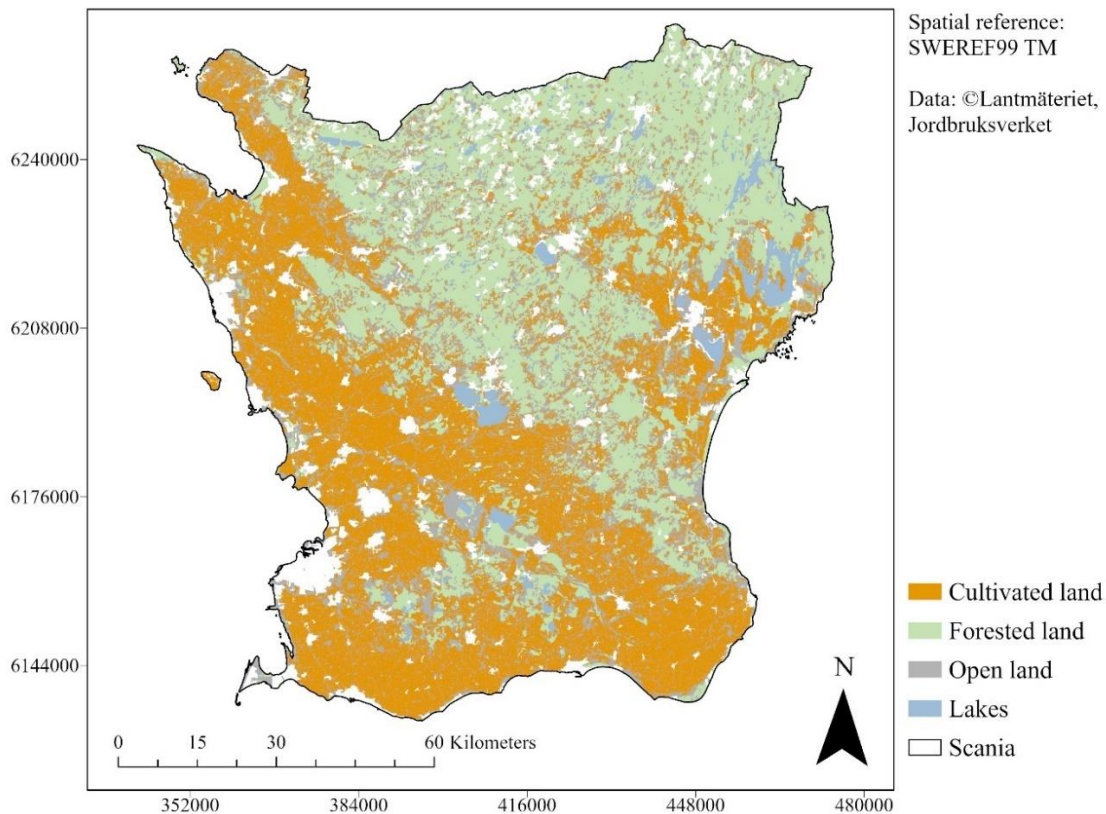 Spatial reference:
SWEREF99 TM
Data: ©Lantmäteriet,
Jordbruksverket
6240000
6208000
6176000
6144000
Cultivated land
Forested land
Open land
Lakes
Scania
N
0 15 30 60 Kilometers
352000 384000 416000 448000 480000